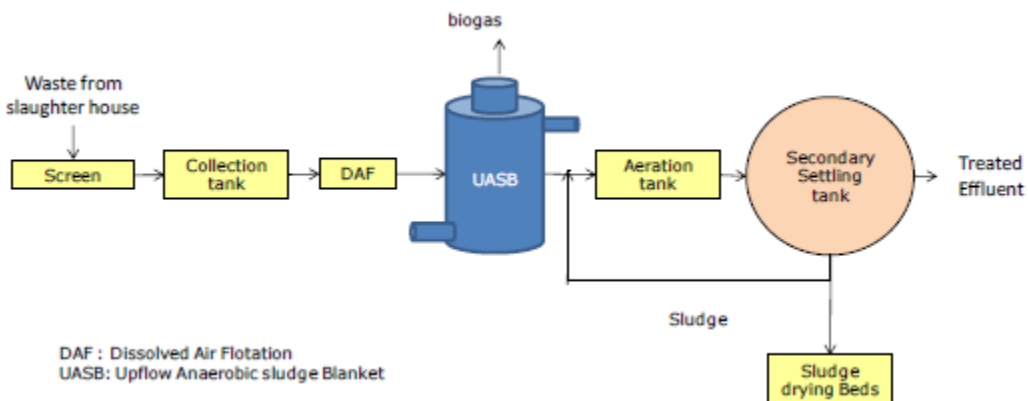 biogas
Waste from
slaughter house
Screen
Collection
tank
DAF
UASB
Aeration
tank
Secondary
Settling
tank
Treated
Effluent
Sludge
DAF : Dissolved Air Flotation
UASB: Upflow Anaerobic sludge Blanket
Sludge
drying Beds